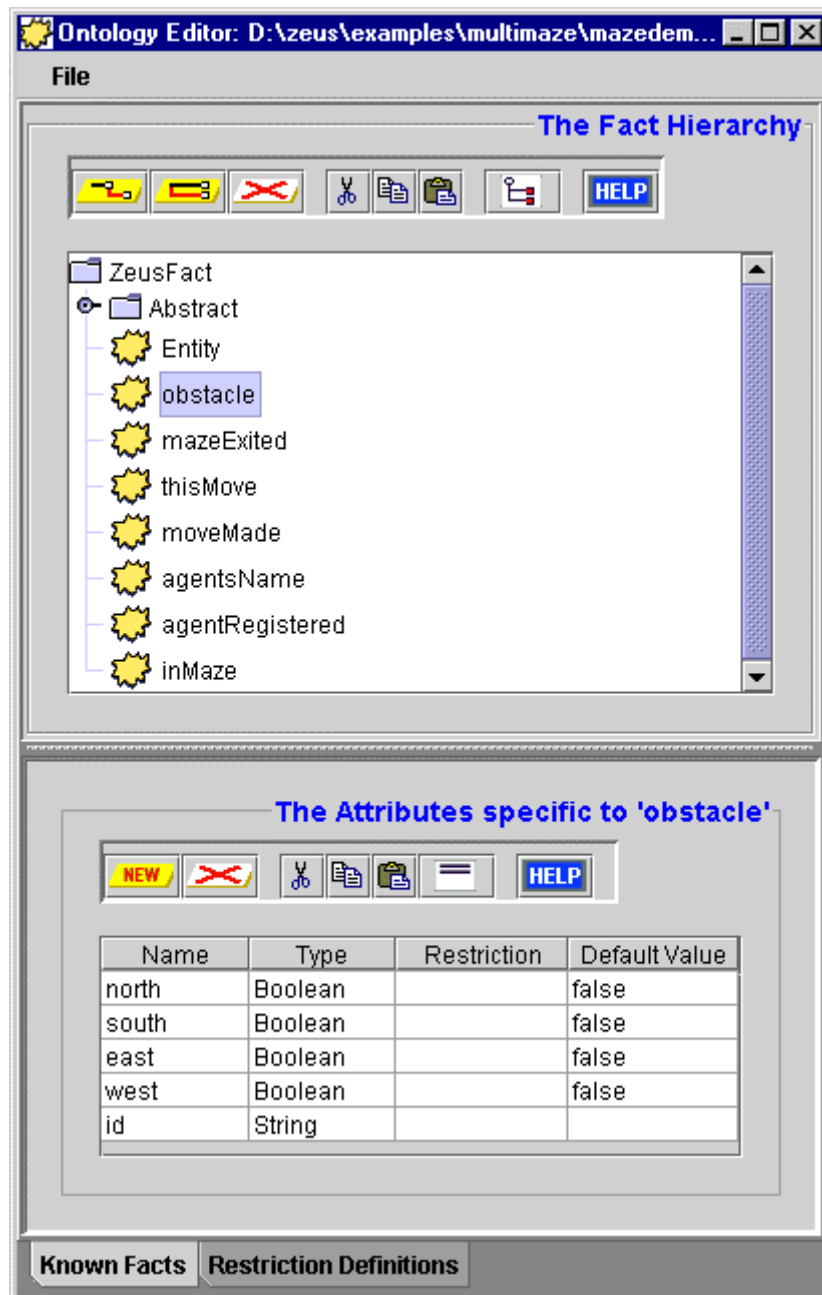 Ontology Editor: D:\zeus\examples\multimaze\mazedem...
File
The Fact Hierarchy
HELP
ZeusFact
Abstract
Entity
obstacle
mazeExited
thisMove
moveMade
agentsName
agentRegistered
inMaze
The Attributes specific to 'obstacle'
NEW HELP
Name Type Restriction Default Value
north Boolean false
south Boolean false
east Boolean false
west Boolean false
id String
Known Facts Restriction Definitions